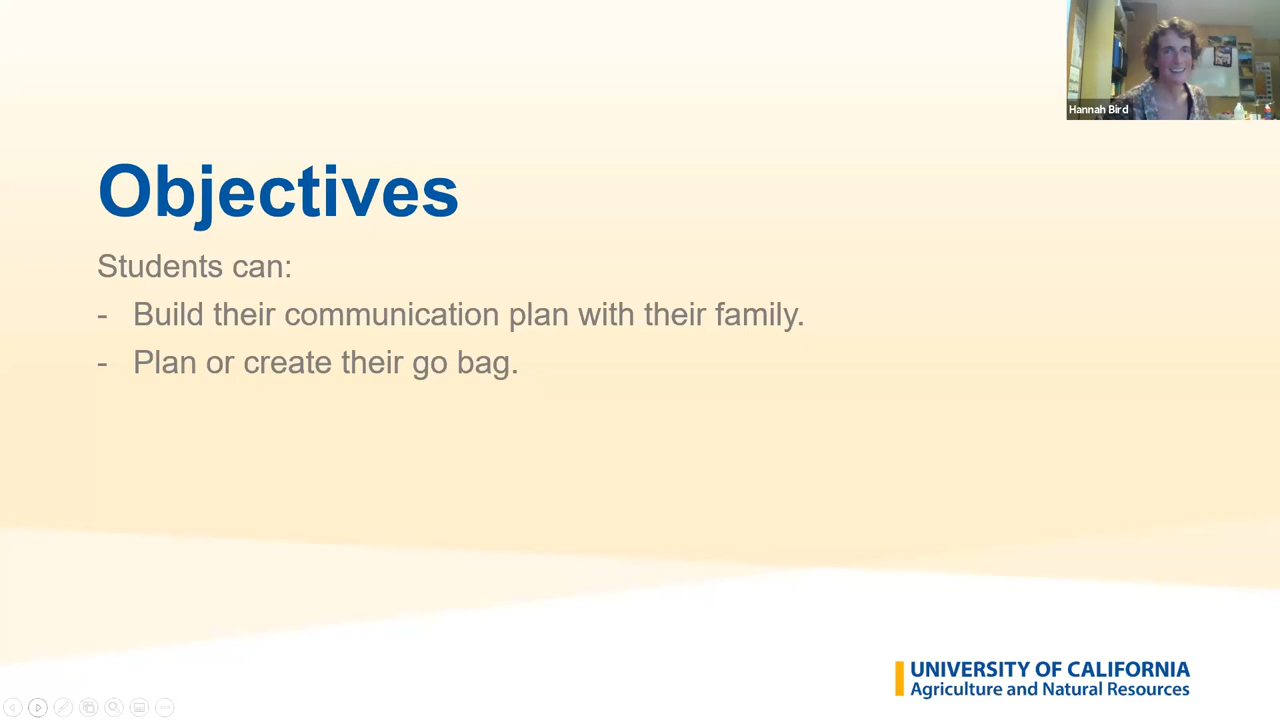 Hannah Bird
Objectives
Students can:
- Build their communication plan with their family.
- Plan or create their go bag.
UNIVERSITY OF CALIFORNIA
Agriculture and Natural Resources